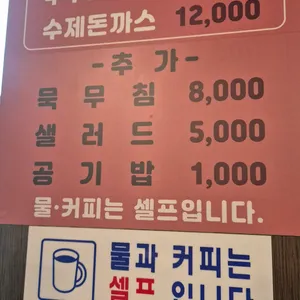 수제돈까스 12,000
-추 가-
묵 무 침 8,000
샐 러 드 5,000
공 기 밥 1,000
물·커피는 셀프입니다.
물과 커피는
셀프입니다